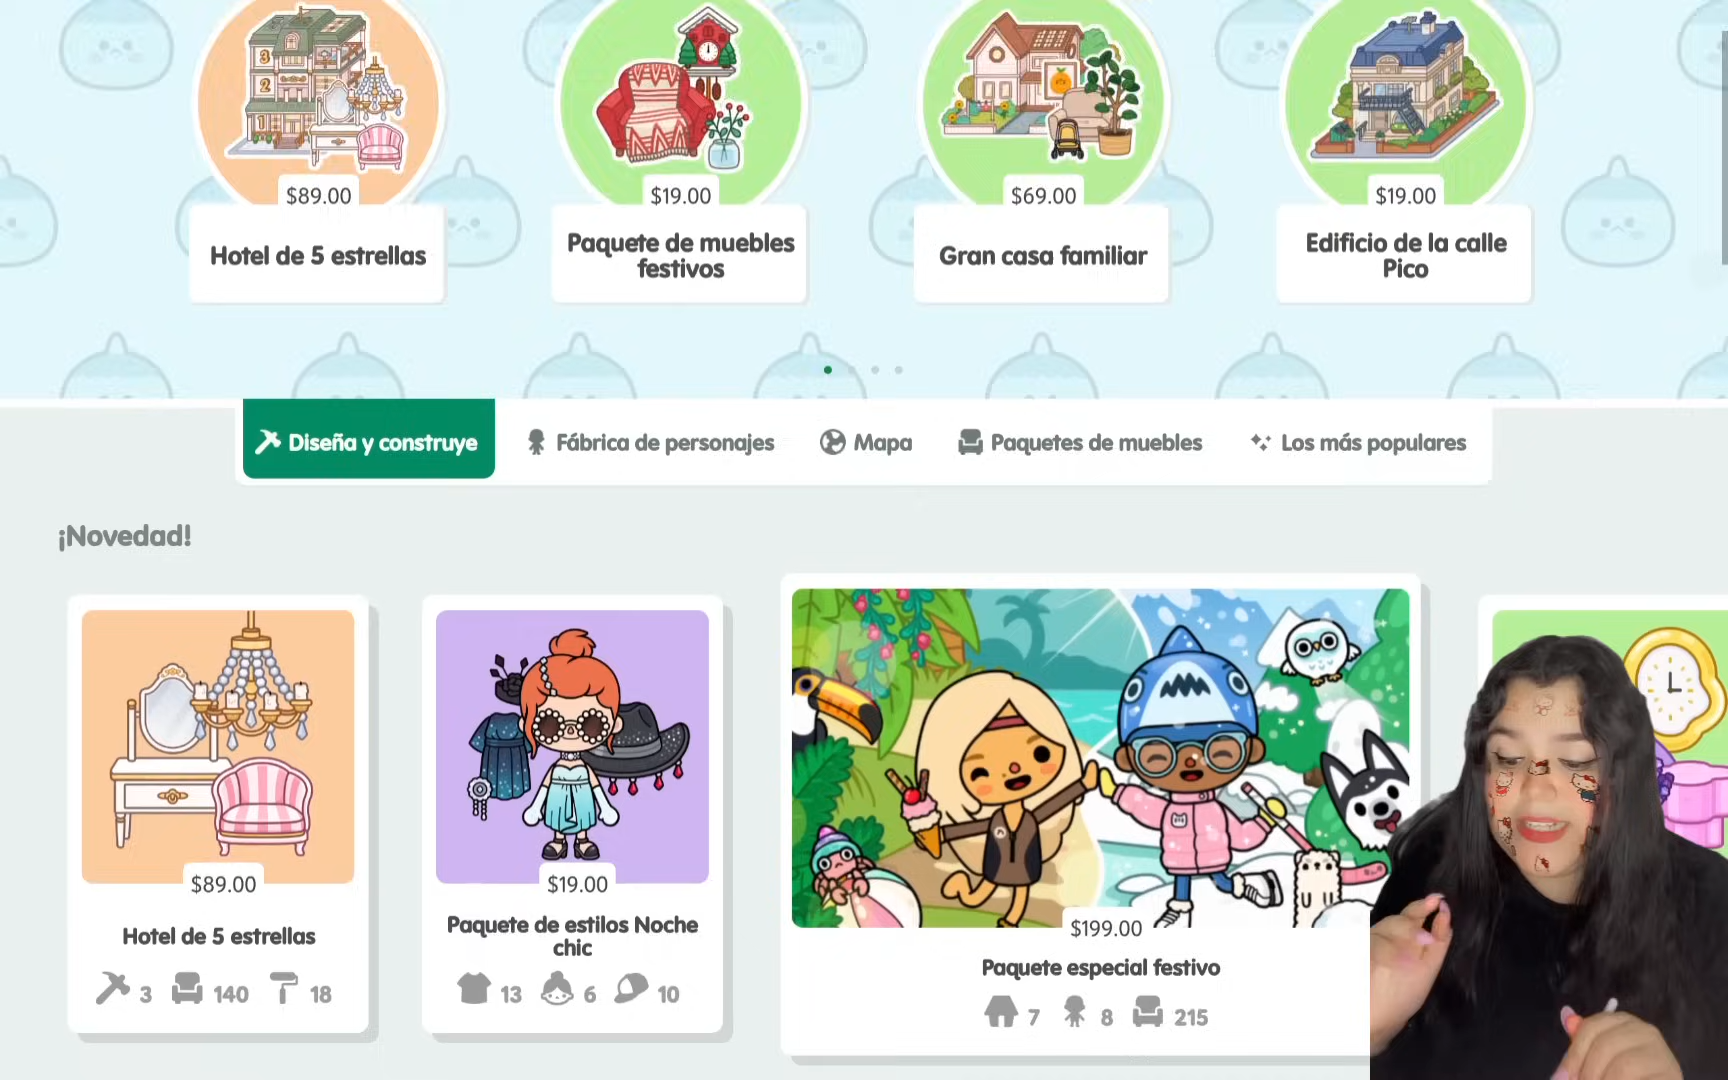 3
2
1
$89.00
Hotel de 5 estrellas
$19.00
Paquete de muebles
festivos
$69.00
Gran casa familiar
$19.00
Edificio de la calle
Pico
Diseña y construye
Fábrica de personajes
Mapa
Paquetes de muebles
Los más populares
¡Novedad!
$89.00
Hotel de 5 estrellas
3 140 18
$19.00
Paquete de estilos Noche
chic
13 6 10
$199.00
Paquete especial festivo
7 8 215